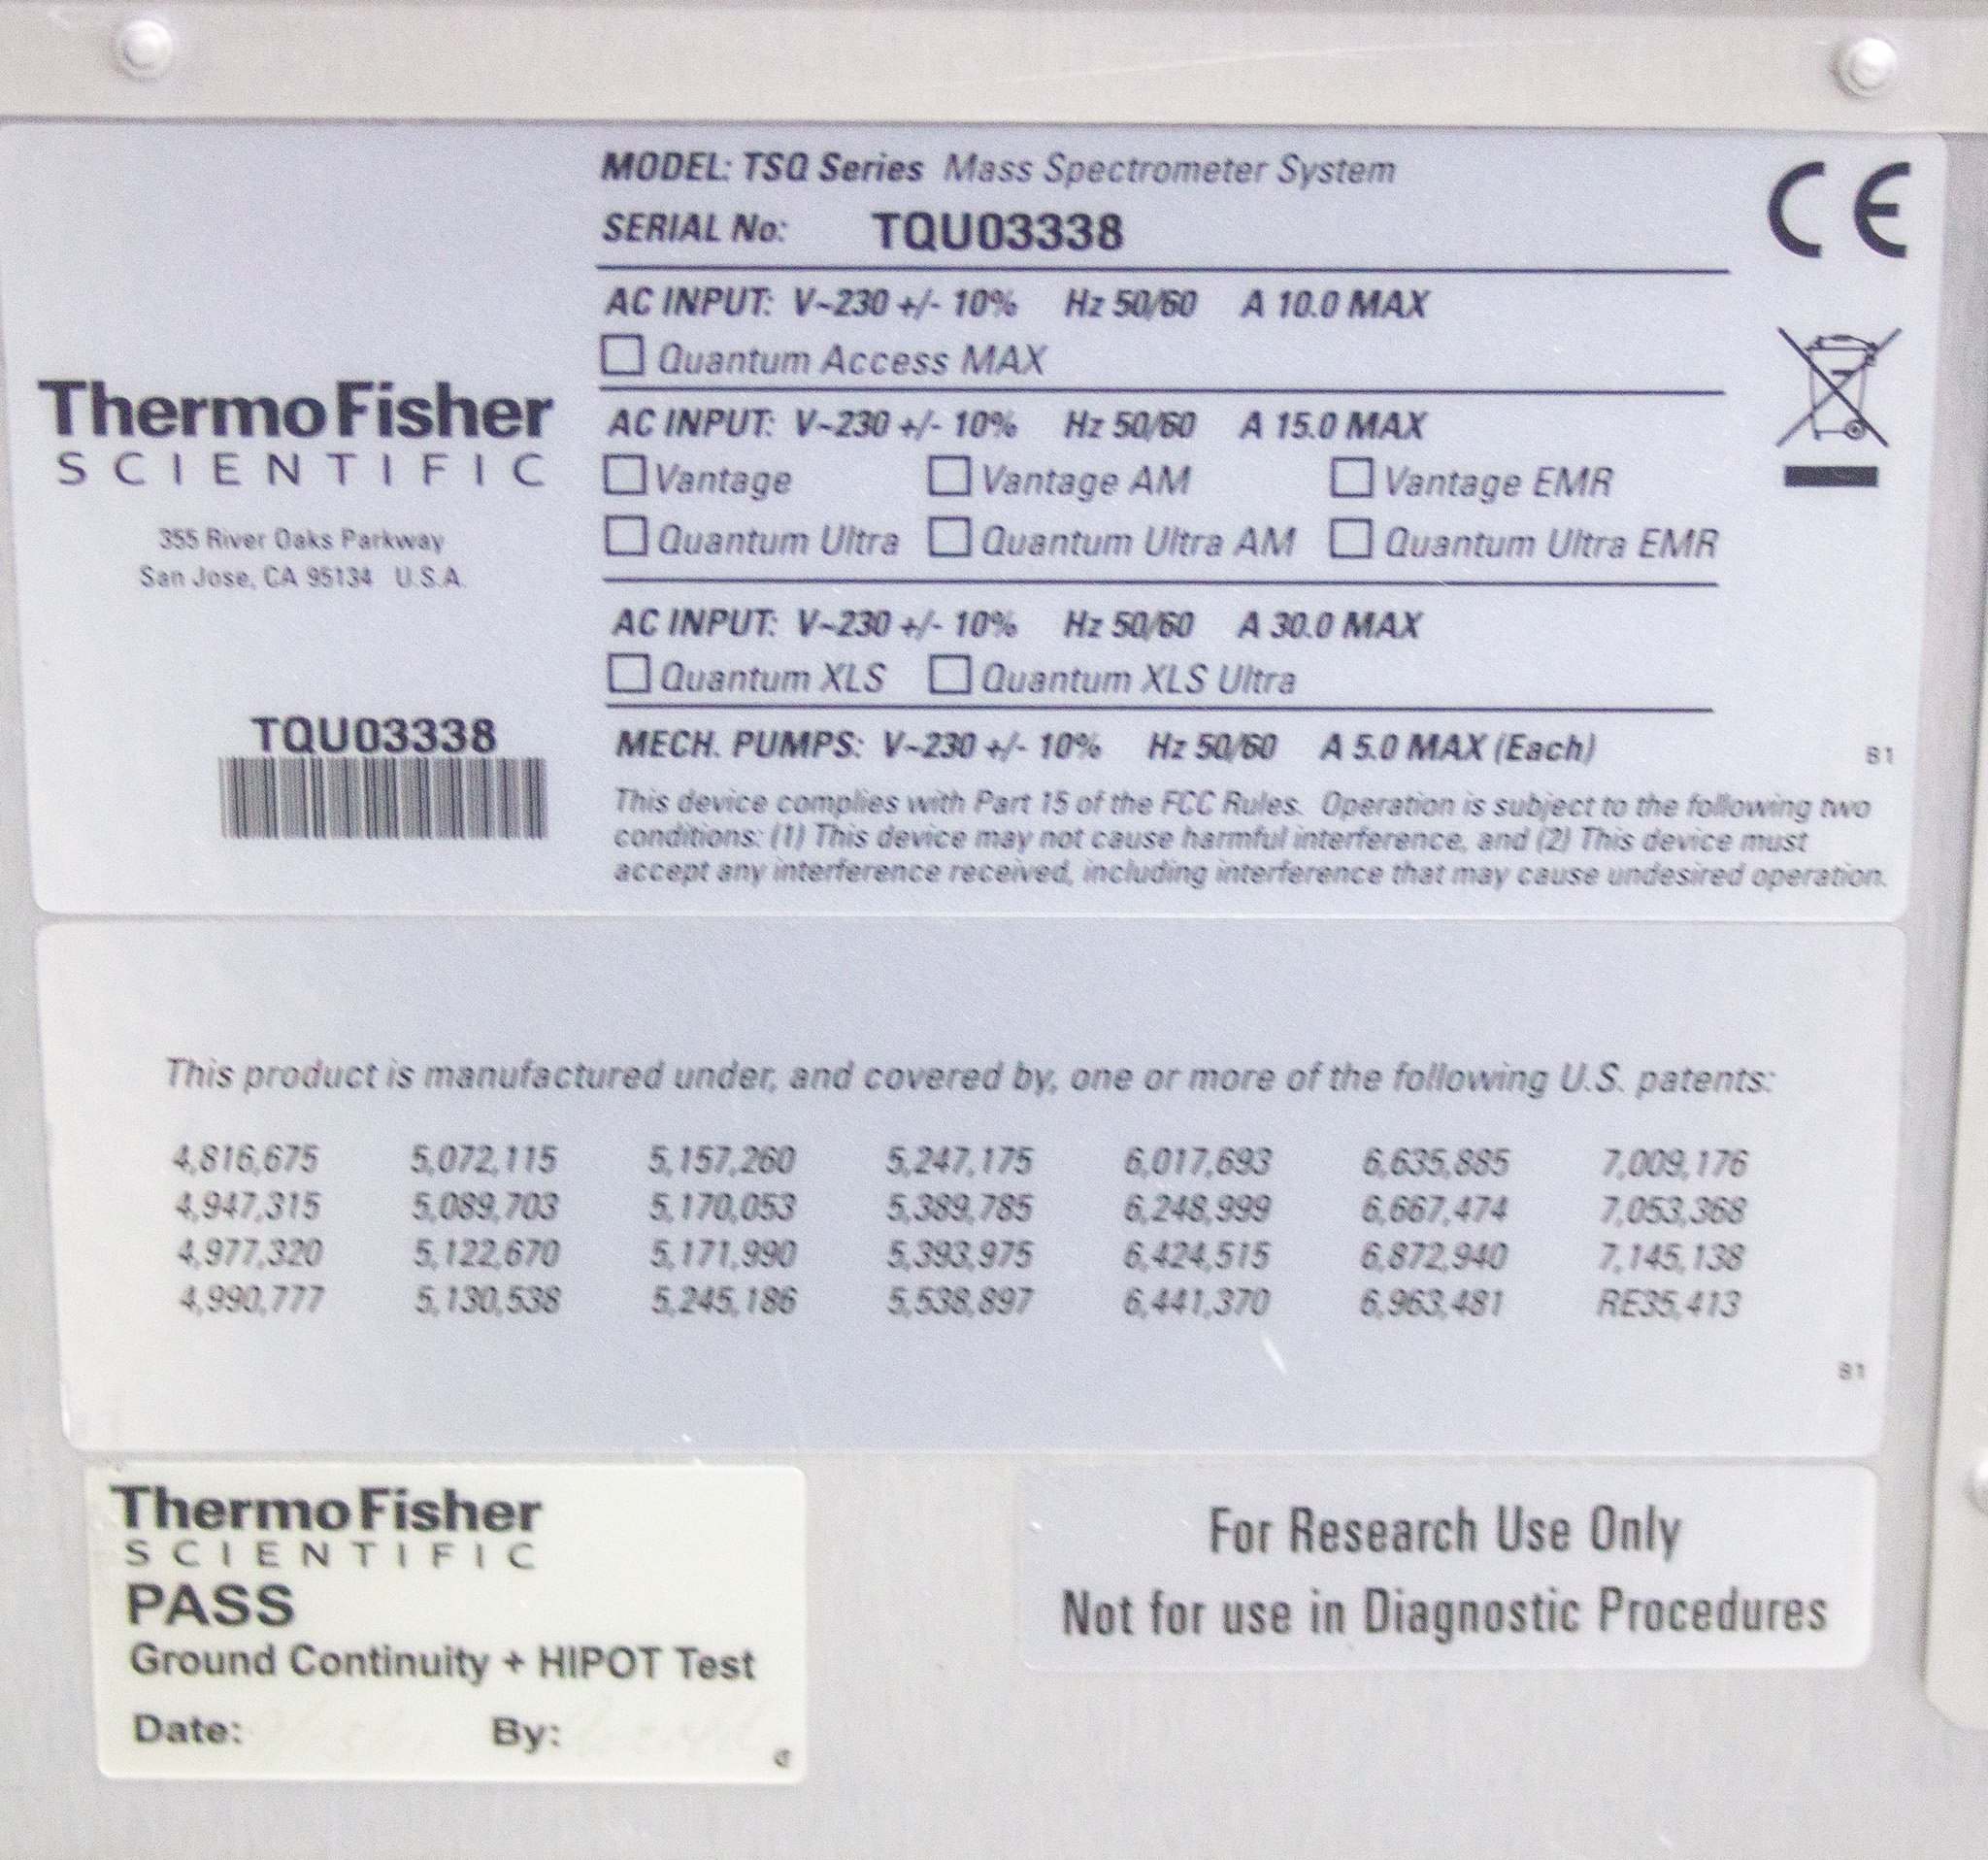 MODEL: TSQ Series Mass Spectrometer System
SERIAL No: TQU03338
AC INPUT: V~230 +/- 10% Hz 50/60 A 10.0 MAX
Quantum Access MAX
AC INPUT: V~230 +/- 10% Hz 50/60 A 15.0 MAX
Vantage Vantage AM Vantage EMR
Quantum Ultra Quantum Ultra AM Quantum Ultra EMR
AC INPUT: V~230 +/- 10% Hz 50/60 A 30.0 MAX
Quantum XLS Quantum XLS Ultra
MECH. PUMPS: V~230 +/- 10% Hz 50/60 A 5.0 MAX (Each)
This device complies with Part 15 of the FCC Rules. Operation is subject to the following two
conditions: (1) This device may not cause harmful interference, and (2) This device must
accept any interference received, including interference that may cause undesired operation.
CE
B1
Thermo Fisher
SCIENTIFIC
355 River Oaks Parkway
San Jose, CA 95134 U.S.A.
TQU03338
This product is manufactured under, and covered by, one or more of the following U.S. patents:
4,816,675 5,072,115 5,157,260 5,247,175 6,017,693 6,635,885 7,009,176
4,947,315 5,089,703 5,170,053 5,389,785 6,248,999 6,667,474 7,053,368
4,977,320 5,122,670 5,171,990 5,393,975 6,424,515 6,872,940 7,145,138
4,990,777 5,130,538 5,245,186 5,538,897 6,441,370 6,963,481 RE35,413
B1
Thermo Fisher
SCIENTIFIC
PASS
Ground Continuity + HIPOT Test
Date: By:
For Research Use Only
Not for use in Diagnostic Procedures